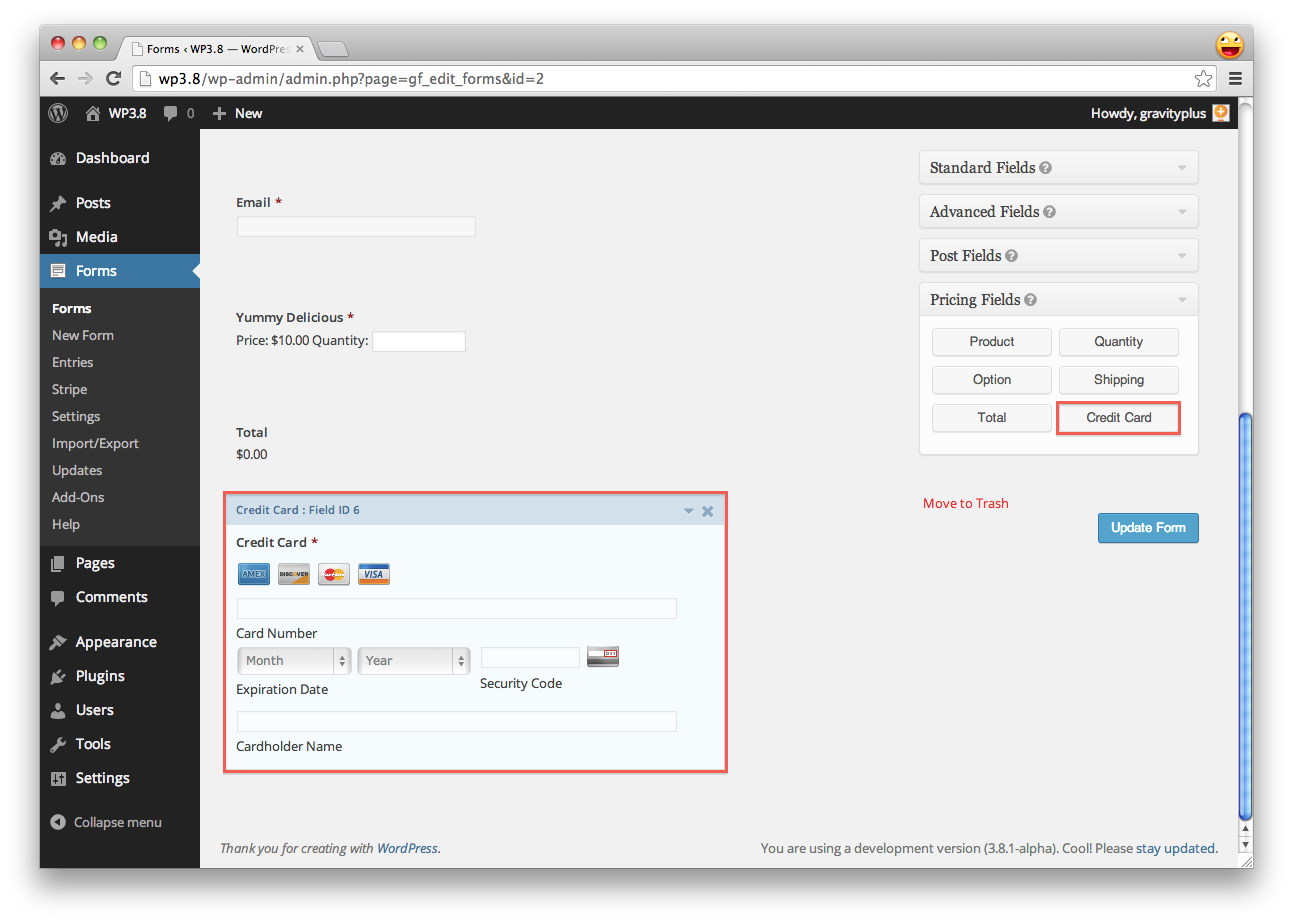 Forms ‹ WP3.8 — WordPres
wp3.8/wp-admin/admin.php?page=gf_edit_forms&id=2
WP3.8 0 New Howdy, gravityplus
Dashboard
Posts
Media
Forms
Forms
New Form
Entries
Stripe
Settings
Import/Export
Updates
Add-Ons
Help
Pages
Comments
Appearance
Plugins
Users
Tools
Settings
Collapse menu
Email *
Yummy Delicious *
Price: $10.00 Quantity:
Total
$0.00
Credit Card : Field ID 6
Credit Card *
AMEX DISCOVER MasterCard VISA
Card Number
Month Year
Expiration Date Security Code
Cardholder Name
Standard Fields ?
Advanced Fields ?
Post Fields ?
Pricing Fields ?
Product Quantity
Option Shipping
Total Credit Card
Move to Trash
Update Form
Thank you for creating with WordPress.
You are using a development version (3.8.1-alpha). Cool! Please stay updated.